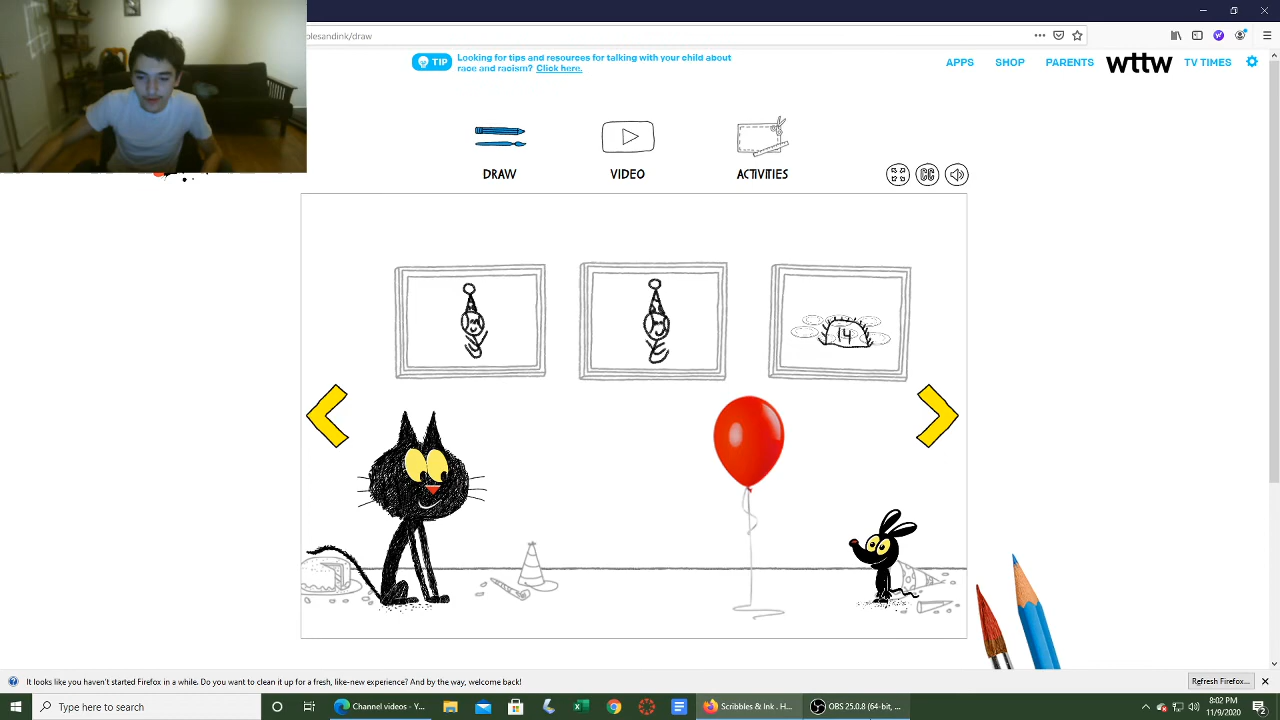 olesandink/draw
TIP
Looking for tips and resources for talking with your child about
race and racism? Click here.
APPS
SHOP
PARENTS
wttw
TV TIMES
DRAW
VIDEO
ACTIVITIES
CC
14
It looks like you haven't started Firefox in a while. Do you want to clean it up for a fresh, like-new experience? And by the way, welcome back!
Refresh Firefox...
Type here to search
Channel videos - Y...
Scribbles & Ink . H...
OBS 25.0.8 (64-bit, ...
8:02 PM
11/9/2020
2